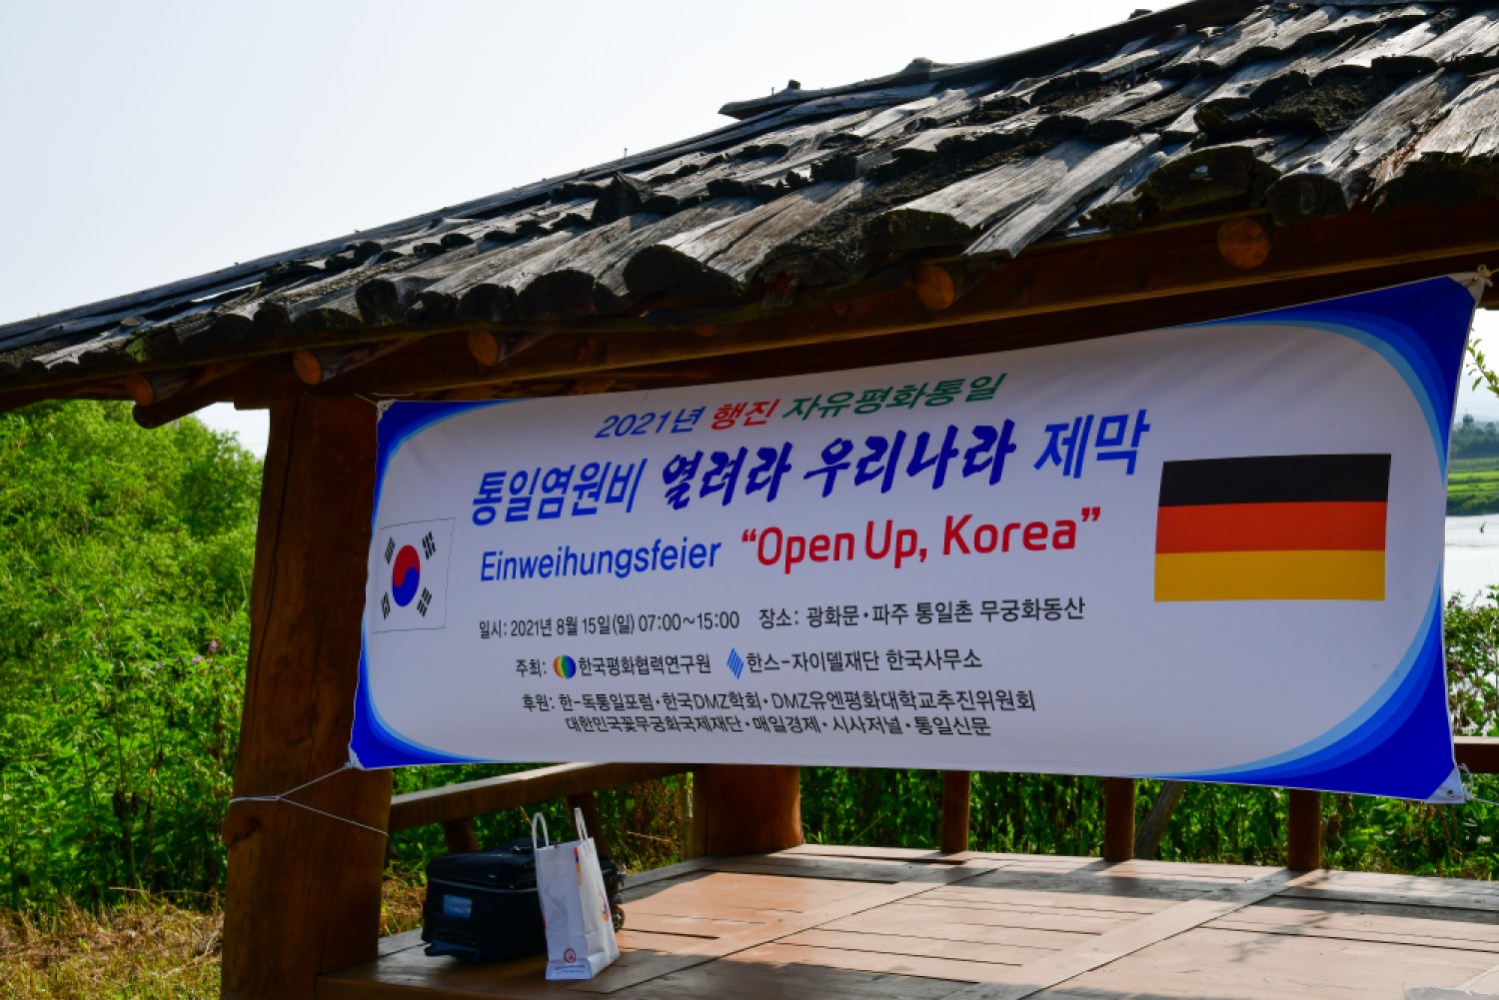 2021년 행진 자유평화통일
통일염원비 열려라 우리나라 제막
Einweihungsfeier “Open Up, Korea”
일시: 2021년 8월 15일(일) 07:00~15:00 장소: 광화문·파주 통일촌 무궁화동산
주최: 한국평화협력연구원 한스-자이델재단 한국사무소
후원: 한-독통일포럼·한국DMZ학회·DMZ유엔평화대학교추진위원회
대한민국꽃무궁화국제재단·매일경제·시사저널·통일신문